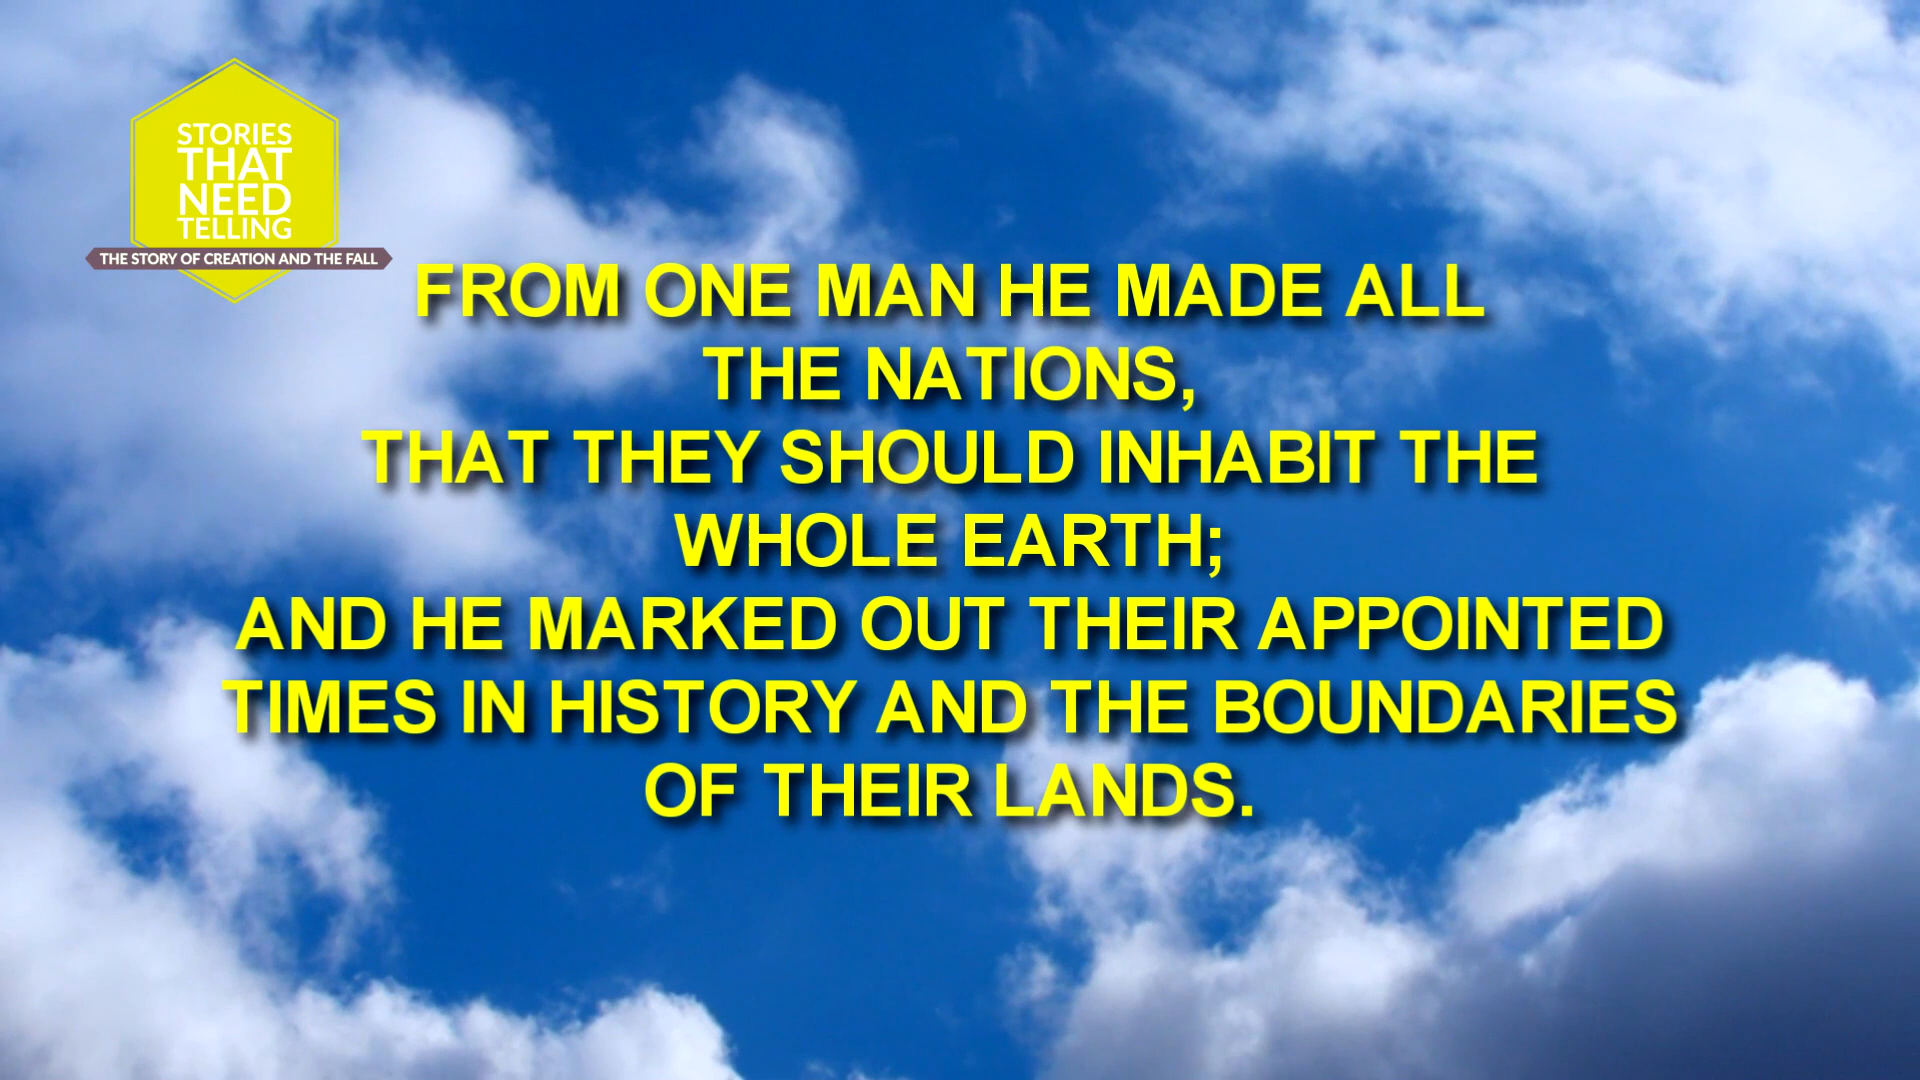 STORIES
THAT
NEED
TELLING
THE STORY OF CREATION AND THE FALL
FROM ONE MAN HE MADE ALL
THE NATIONS,
THAT THEY SHOULD INHABIT THE
WHOLE EARTH;
AND HE MARKED OUT THEIR APPOINTED
TIMES IN HISTORY AND THE BOUNDARIES
OF THEIR LANDS.